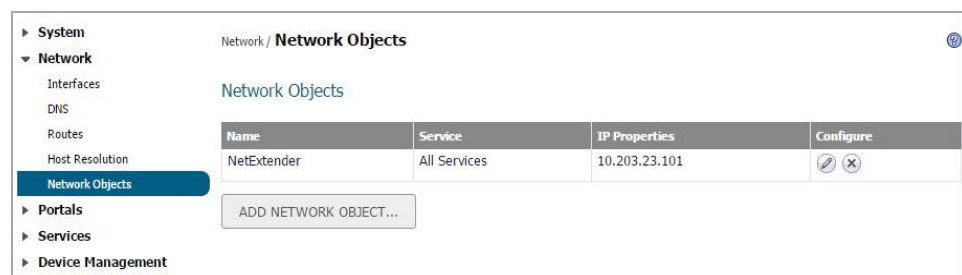 System
Network
Interfaces
DNS
Routes
Host Resolution
Network Objects
Portals
Services
Device Management
Network / Network Objects
Network Objects
Name Service IP Properties Configure
NetExtender All Services 10.203.23.101
ADD NETWORK OBJECT...